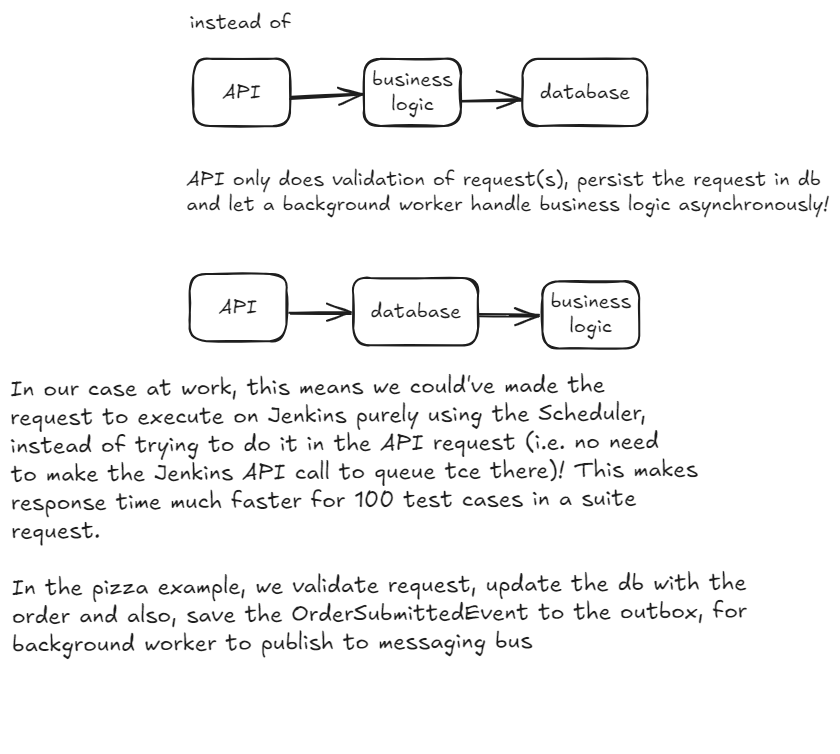 instead of
API
business
logic
database
API only does validation of request(s), persist the request in db
and let a background worker handle business logic asynchronously!
API
database
business
logic
In our case at work, this means we could've made the
request to execute on Jenkins purely using the Scheduler,
instead of trying to do it in the API request (i.e. no need
to make the Jenkins API call to queue tce there)! This makes
response time much faster for 100 test cases in a suite
request.
In the pizza example, we validate request, update the db with the
order and also, save the OrderSubmittedEvent to the outbox, for
background worker to publish to messaging bus